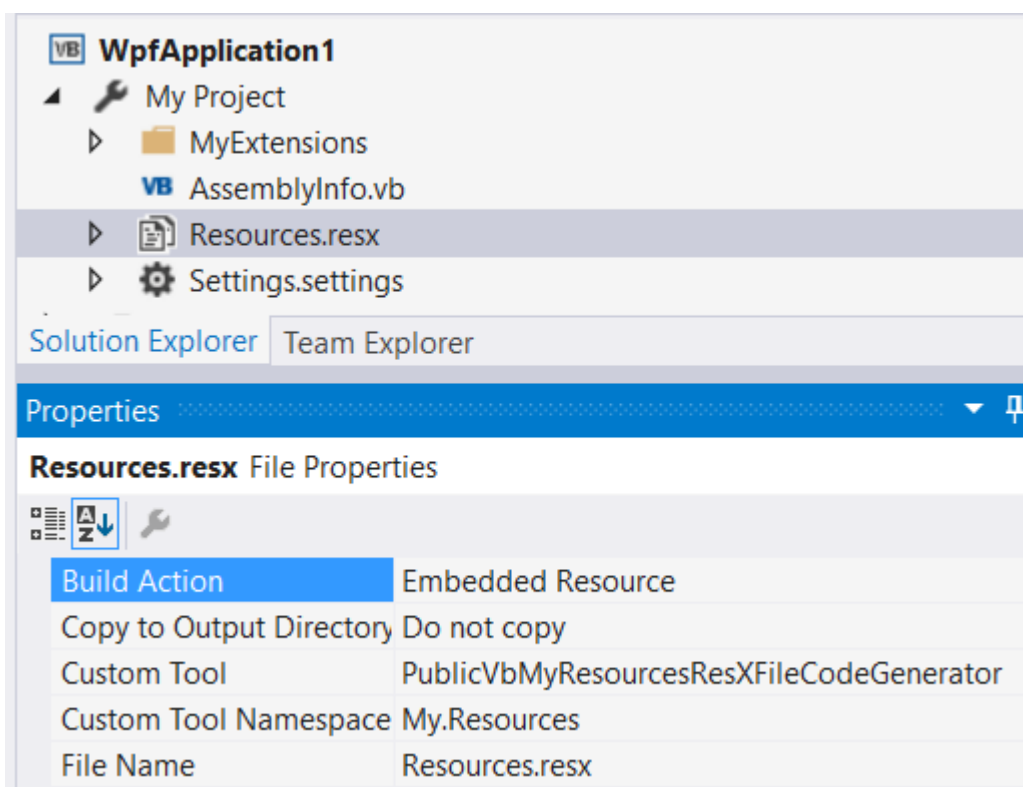 VB WpfApplication1
My Project
MyExtensions
VB AssemblyInfo.vb
Resources.resx
Settings.settings
Solution Explorer Team Explorer
Properties
Resources.resx File Properties
A Z
Build Action Embedded Resource
Copy to Output Directory Do not copy
Custom Tool PublicVbMyResourcesResXFileCodeGenerator
Custom Tool Namespace My.Resources
File Name Resources.resx